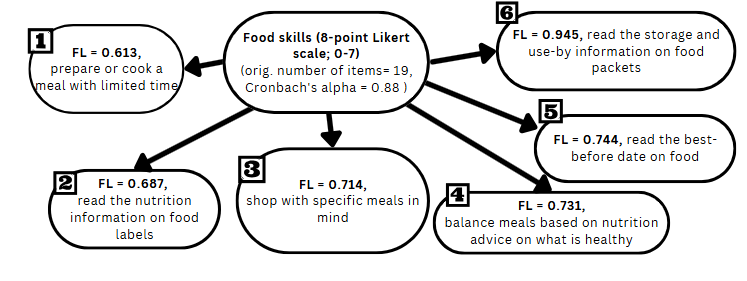 Food skills (8-point Likert
scale; 0-7)
(orig. number of items= 19,
Cronbach's alpha = 0.88 )
1
FL = 0.613,
prepare or cook a
meal with limited time
2
FL = 0.687,
read the nutrition
information on food
labels
3
FL = 0.714,
shop with specific meals in
mind
4
FL = 0.731,
balance meals based on nutrition
advice on what is healthy
5
FL = 0.744, read the best-
before date on food
6
FL = 0.945, read the storage and
use-by information on food
packets